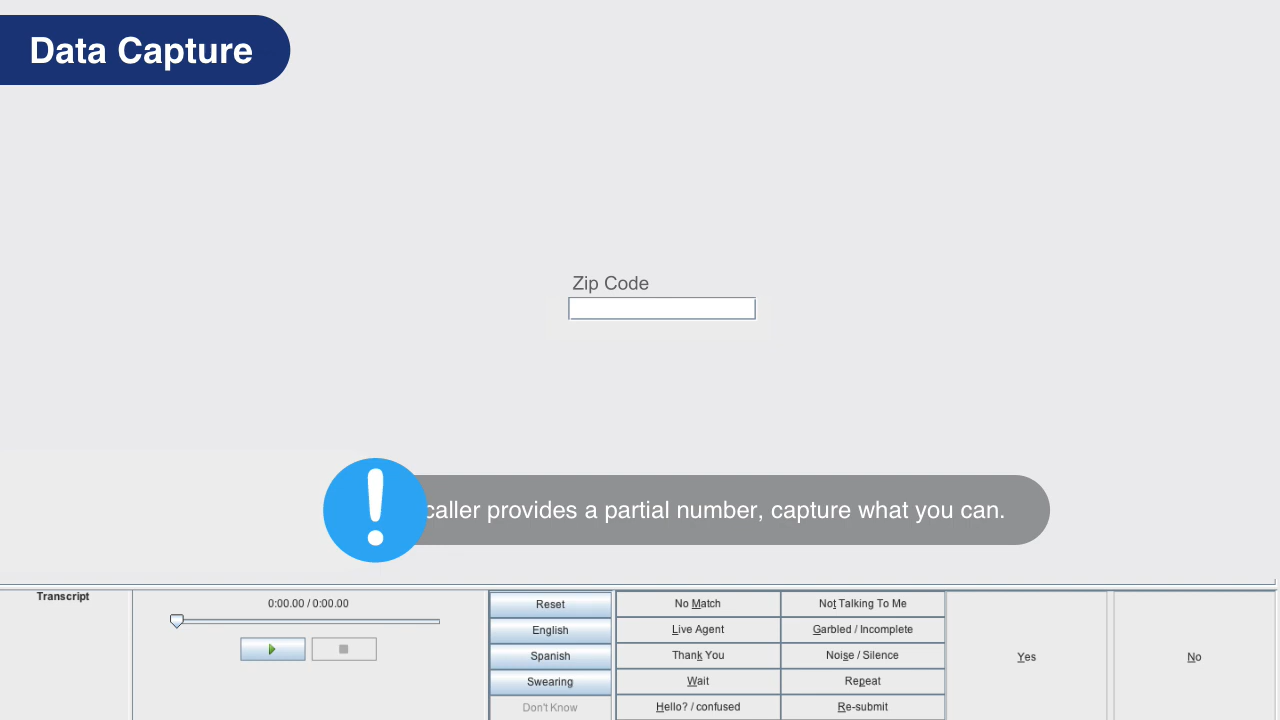 Data Capture
Zip Code
caller provides a partial number, capture what you can.
Transcript
0:00.00 / 0:00.00
Reset
English
Spanish
Swearing
Don't Know
No Match
Live Agent
Thank You
Wait
Hello? / confused
Not Talking To Me
Garbled / Incomplete
Noise / Silence
Repeat
Re-submit
Yes
No